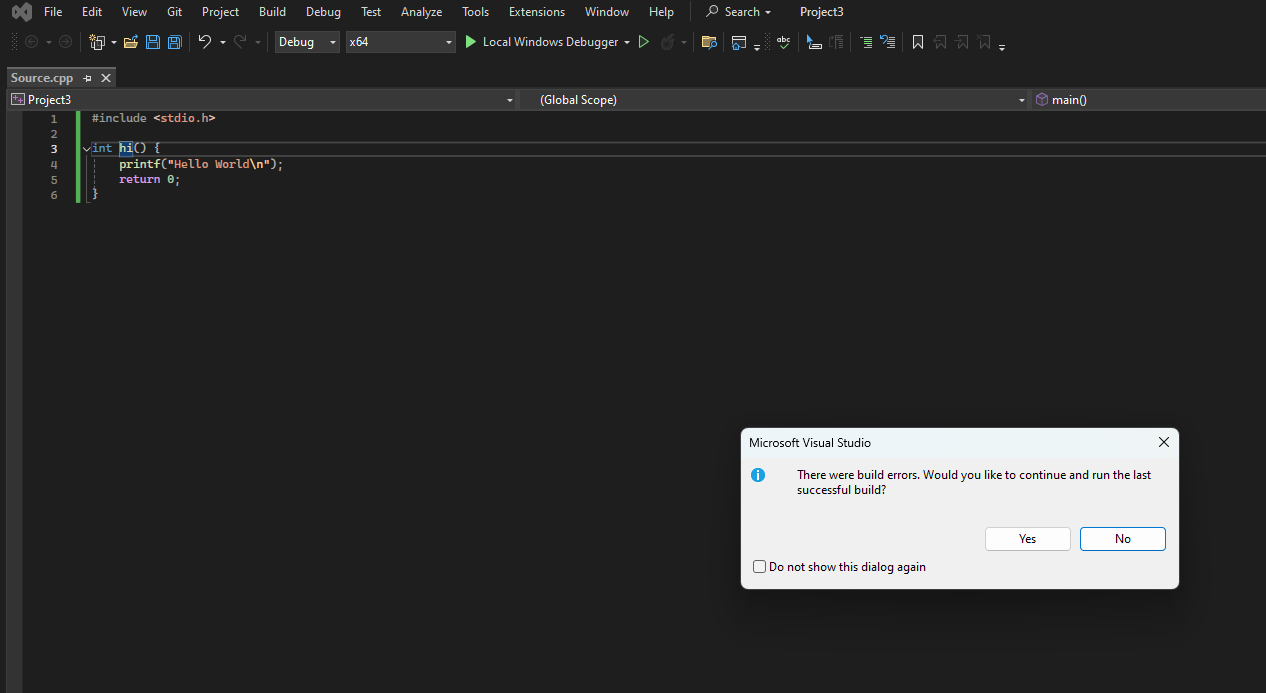 File Edit View Git Project Build Debug Test Analyze Tools Extensions Window Help Search Project3
Debug x64 Local Windows Debugger abc
Source.cpp
Project3 (Global Scope) main()
1 #include <stdio.h>
2
3 int hi() {
4 printf("Hello World\n");
5 return 0;
6 }
Microsoft Visual Studio
There were build errors. Would you like to continue and run the last
successful build?
Yes No
Do not show this dialog again